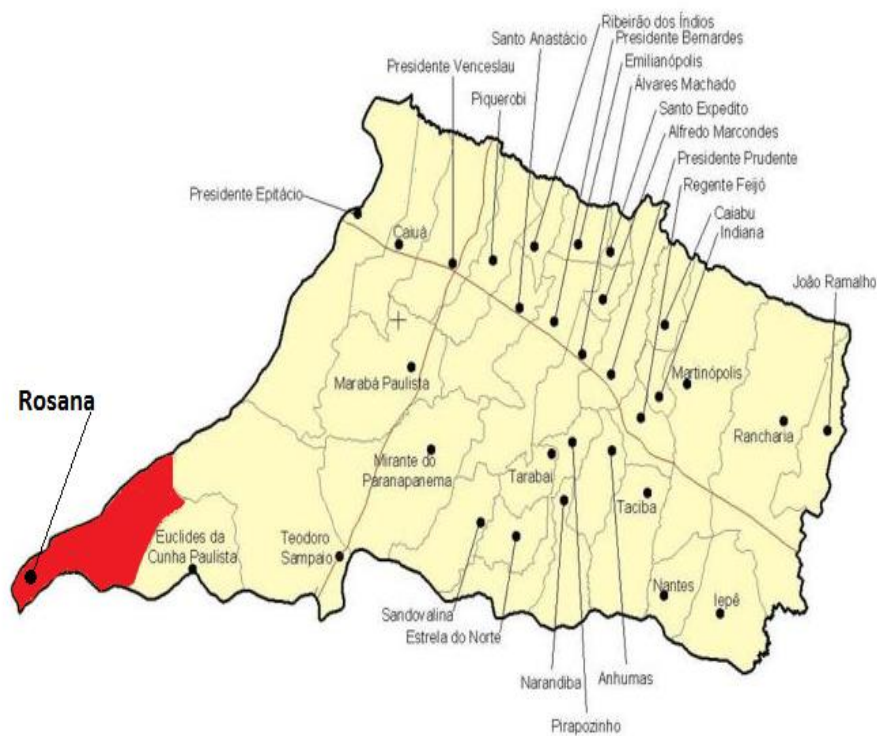 Ribeirão dos Índios
Presidente Bernardes
Santo Anastácio
Emilianópolis
Presidente Venceslau
Álvares Machado
Piquerobi
Santo Expedito
Alfredo Marcondes
Presidente Prudente
Regente Feijó
Presidente Epitácio
Caiabu
Caiuá
Indiana
João Ramalho
Marabá Paulista
Martinópolis
Rosana
Rancharia
Mirante do
Paranapanema
Tarabai
Taciba
Euclides da
Cunha Paulista
Teodoro
Sampaio
Nantes
Iepê
Sandovalina
Estrela do Norte
Narandiba
Anhumas
Pirapozinho